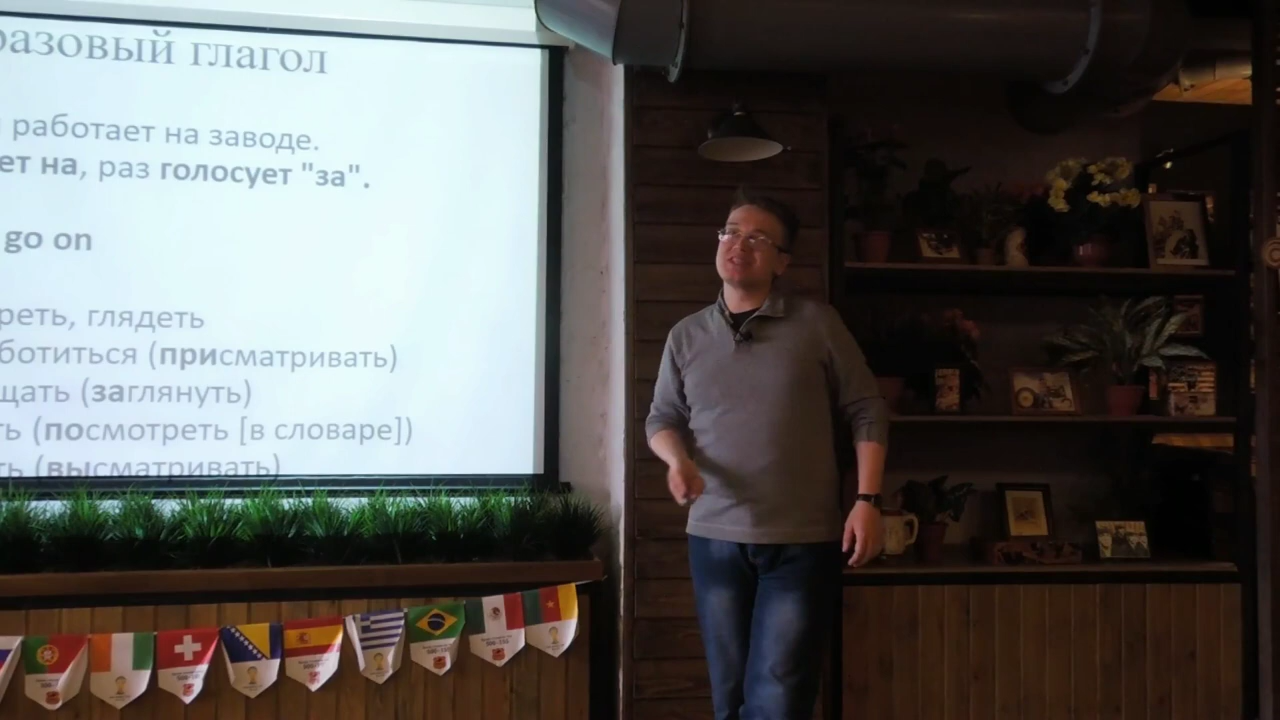 разовый глагол
работает на заводе.
ет на, раз голосует "за".
go on
реть, глядеть
ботиться (присматривать)
щать (заглянуть)
ть (посмотреть [в словаре])
ть (высматривать)